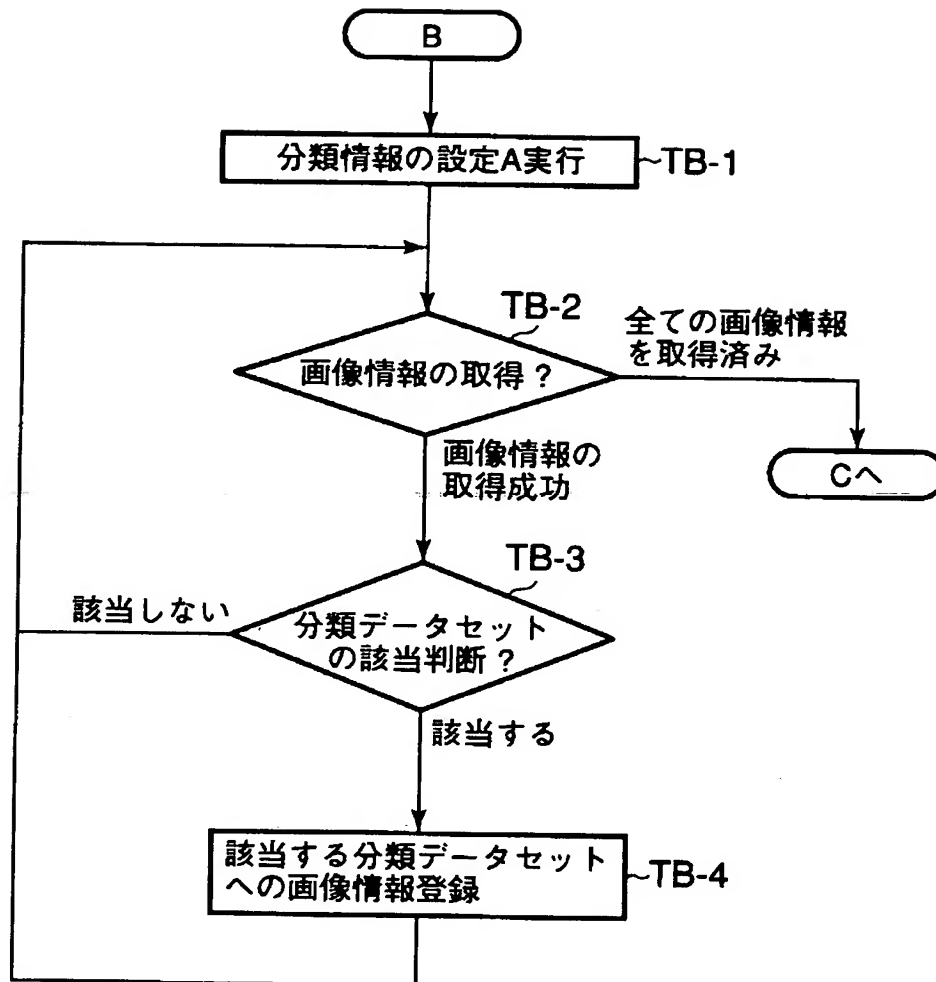 B
分類情報の設定A実行
TB-1
TB-2
全ての画像情報
を取得済み
画像情報の取得？
画像情報の
取得成功
Cへ
TB-3
該当しない
分類データセット
の該当判断？
該当する
該当する分類データセット
への画像情報登録
TB-4